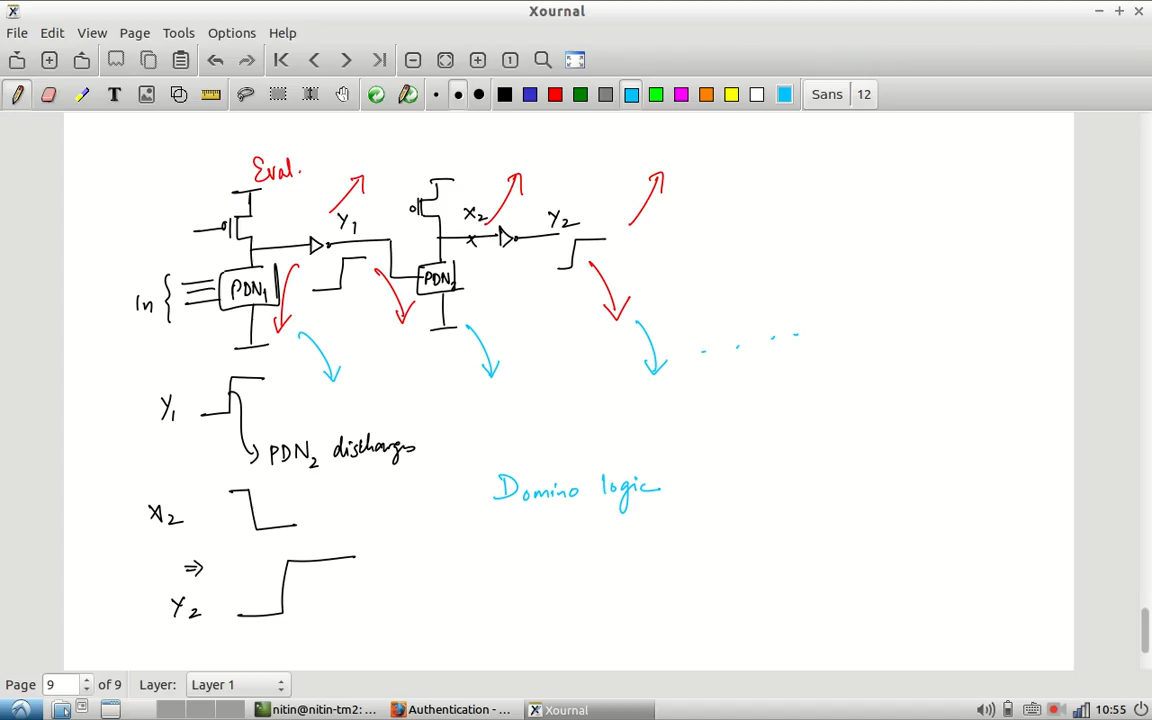 Xournal
File Edit View Page Tools Options Help
Sans 12
Eval.
Y1
X2
Y2
In { PDN1
PDN2
Y1
PDN2 discharges
Domino logic
X2
⇒
Y2
Page 9 of 9 Layer: Layer 1
nitin@nitin-tm2: ... Authentication - ... Xournal 10:55